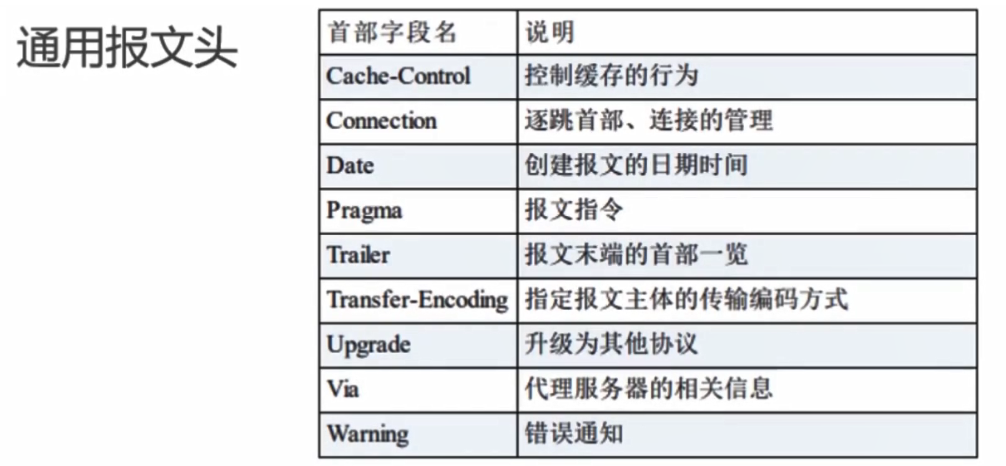 通用报文头
首部字段名 说明
Cache-Control 控制缓存的行为
Connection 逐跳首部、连接的管理
Date 创建报文的日期时间
Pragma 报文指令
Trailer 报文末端的首部一览
Transfer-Encoding 指定报文主体的传输编码方式
Upgrade 升级为其他协议
Via 代理服务器的相关信息
Warning 错误通知